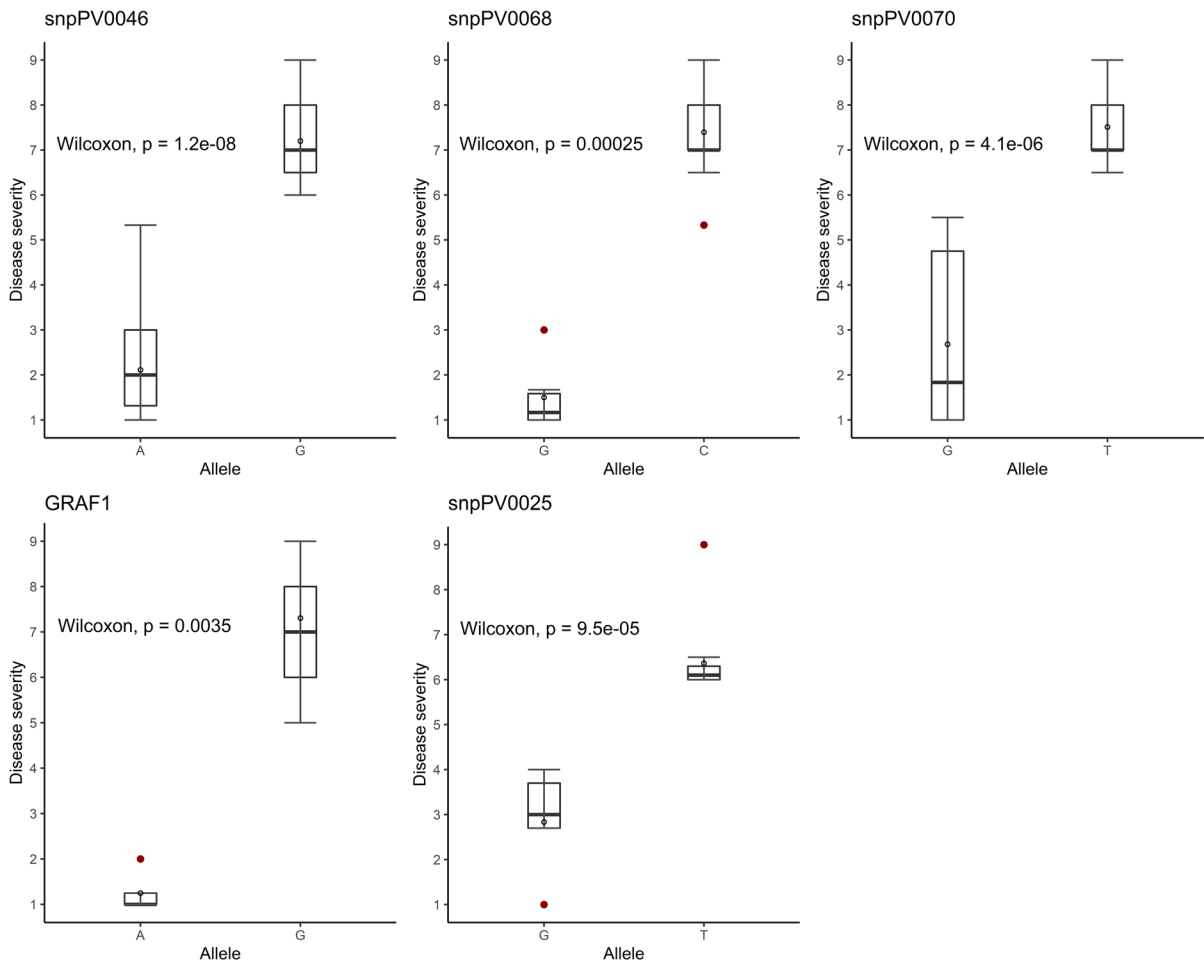 snpPV0046
9
8
7
6
5
4
3
2
1
Disease severity
Wilcoxon, p = 1.2e-08
A
G
Allele
snpPV0068
9
8
7
6
5
4
3
2
1
Disease severity
Wilcoxon, p = 0.00025
G
C
Allele
snpPV0070
9
8
7
6
5
4
3
2
1
Disease severity
Wilcoxon, p = 4.1e-06
G
T
Allele
GRAF1
9
8
7
6
5
4
3
2
1
Disease severity
Wilcoxon, p = 0.0035
A
G
Allele
snpPV0025
9
8
7
6
5
4
3
2
1
Disease severity
Wilcoxon, p = 9.5e-05
G
T
Allele